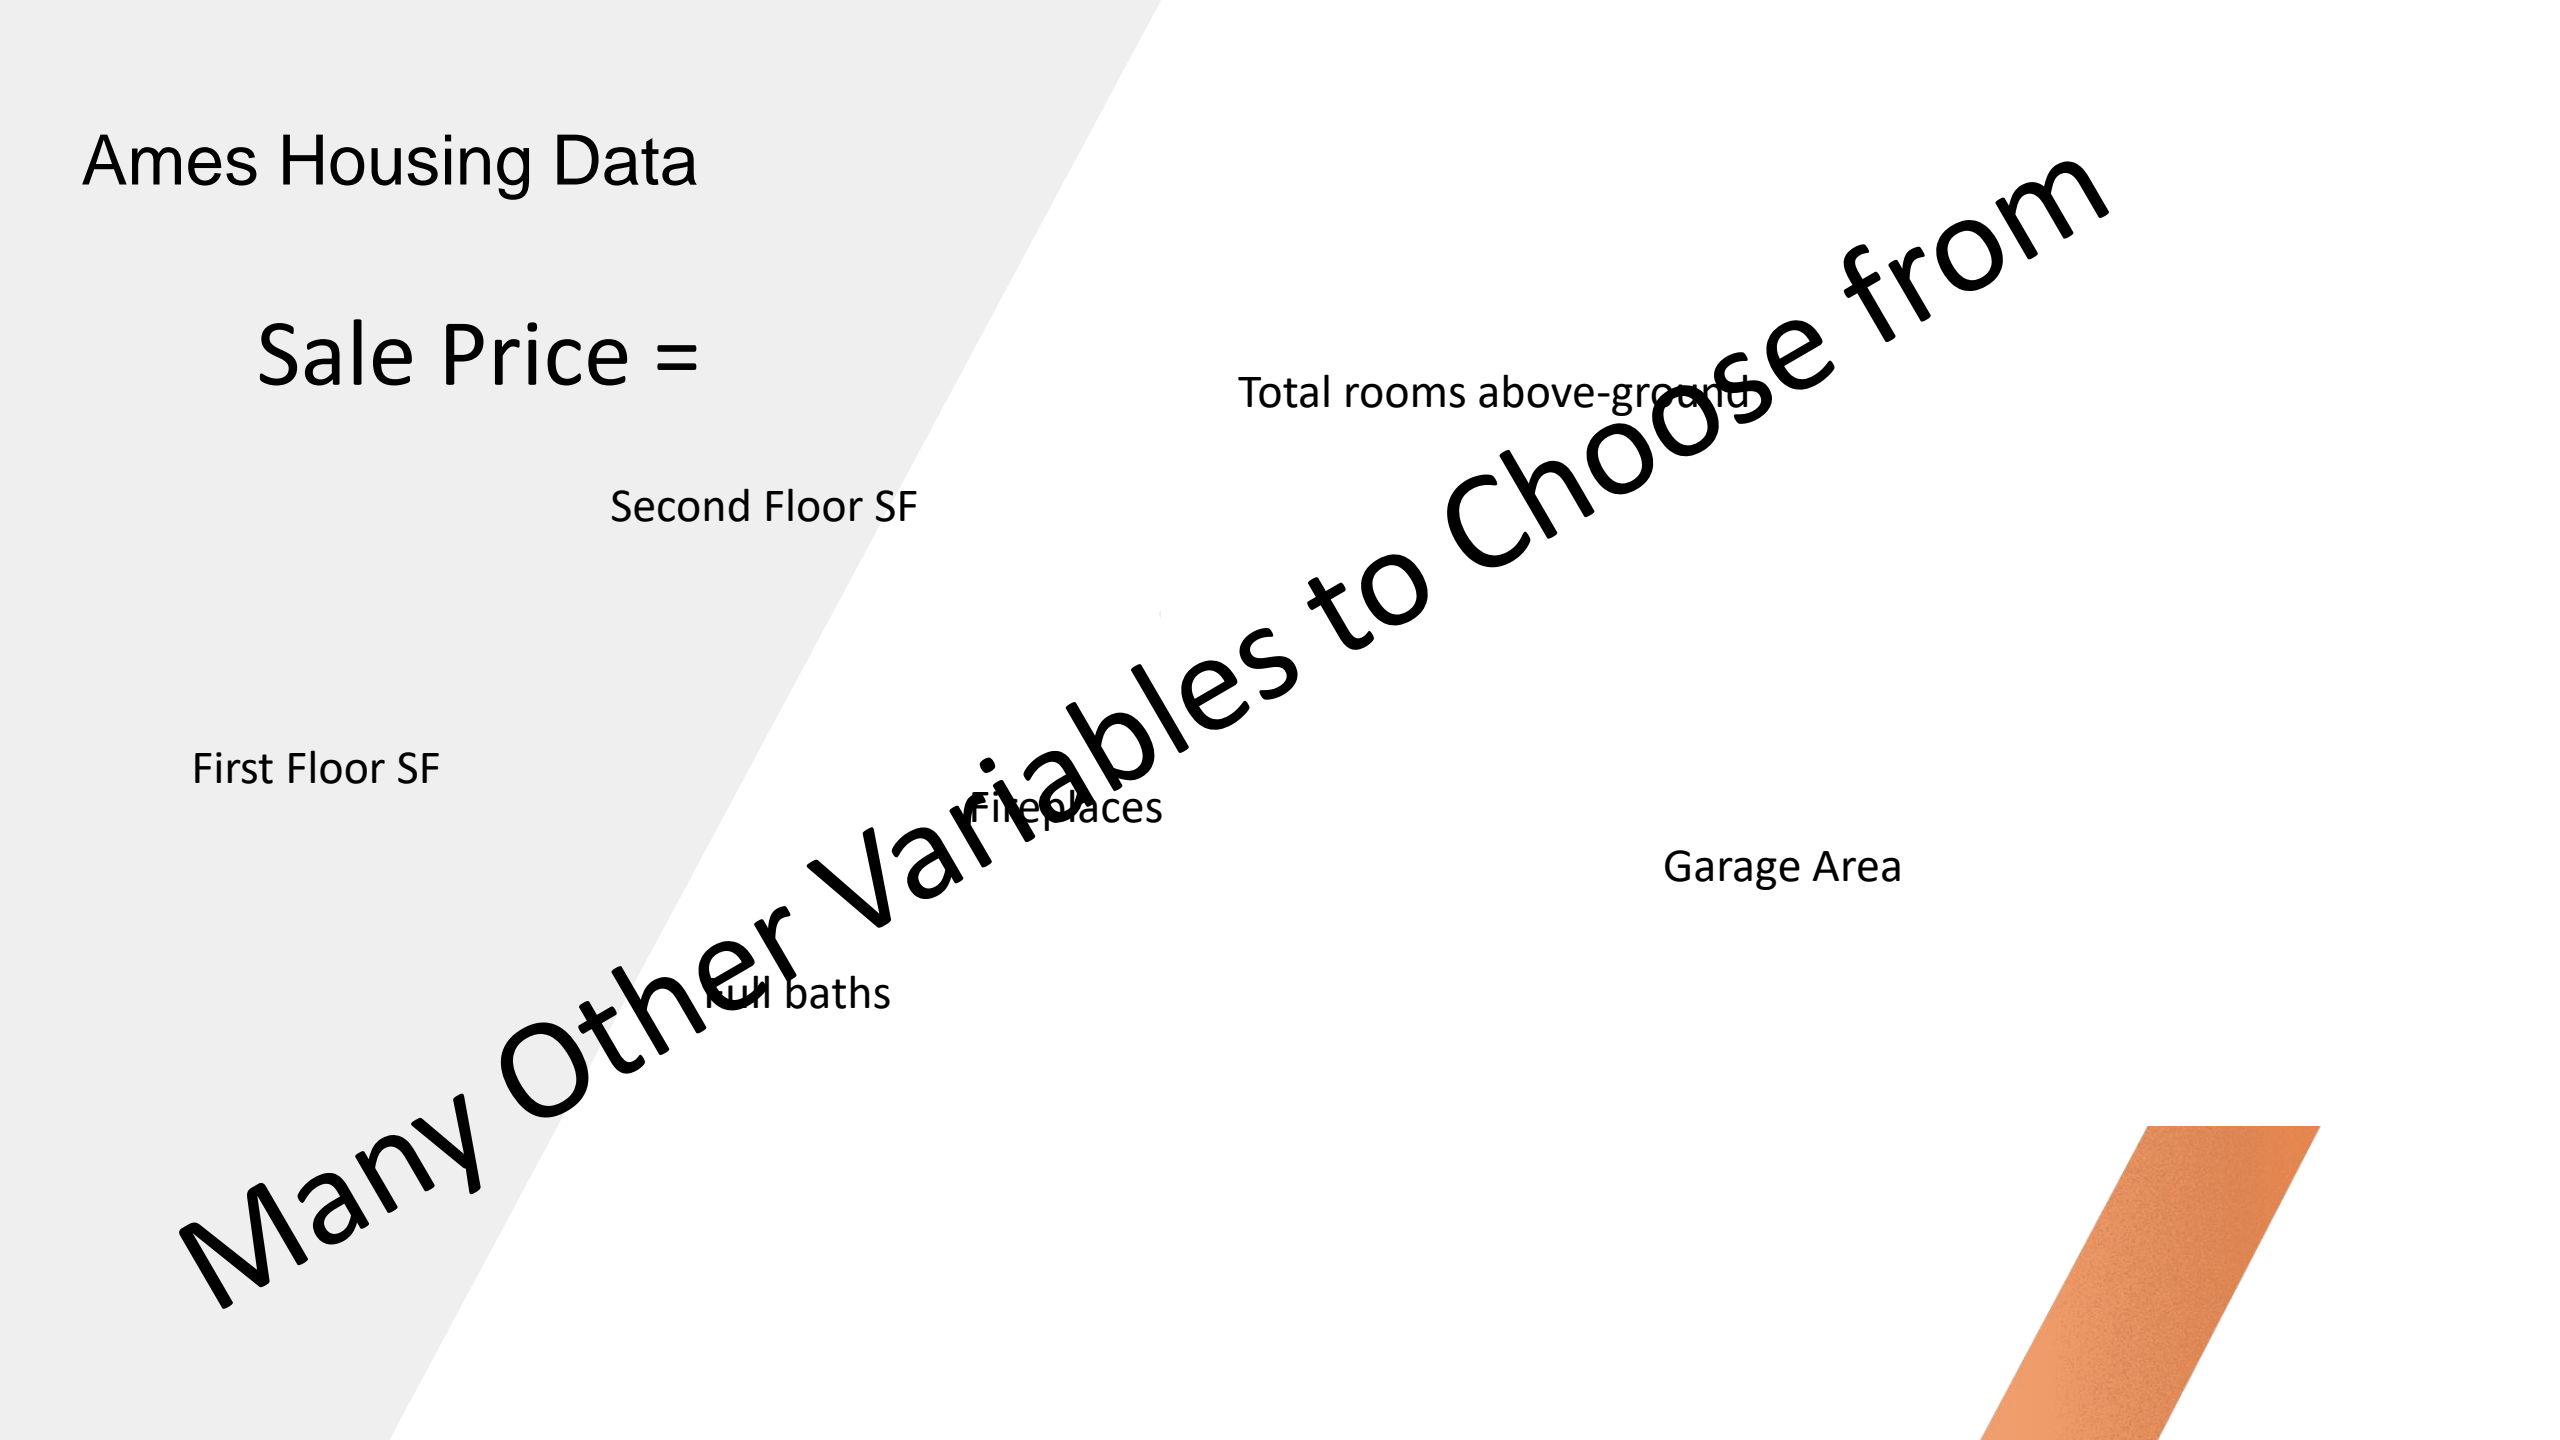 Ames Housing Data
Sale Price =
Total rooms above-ground
Second Floor SF
Many Other Variables to Choose from
First Floor SF
Fireplaces
Garage Area
Full baths